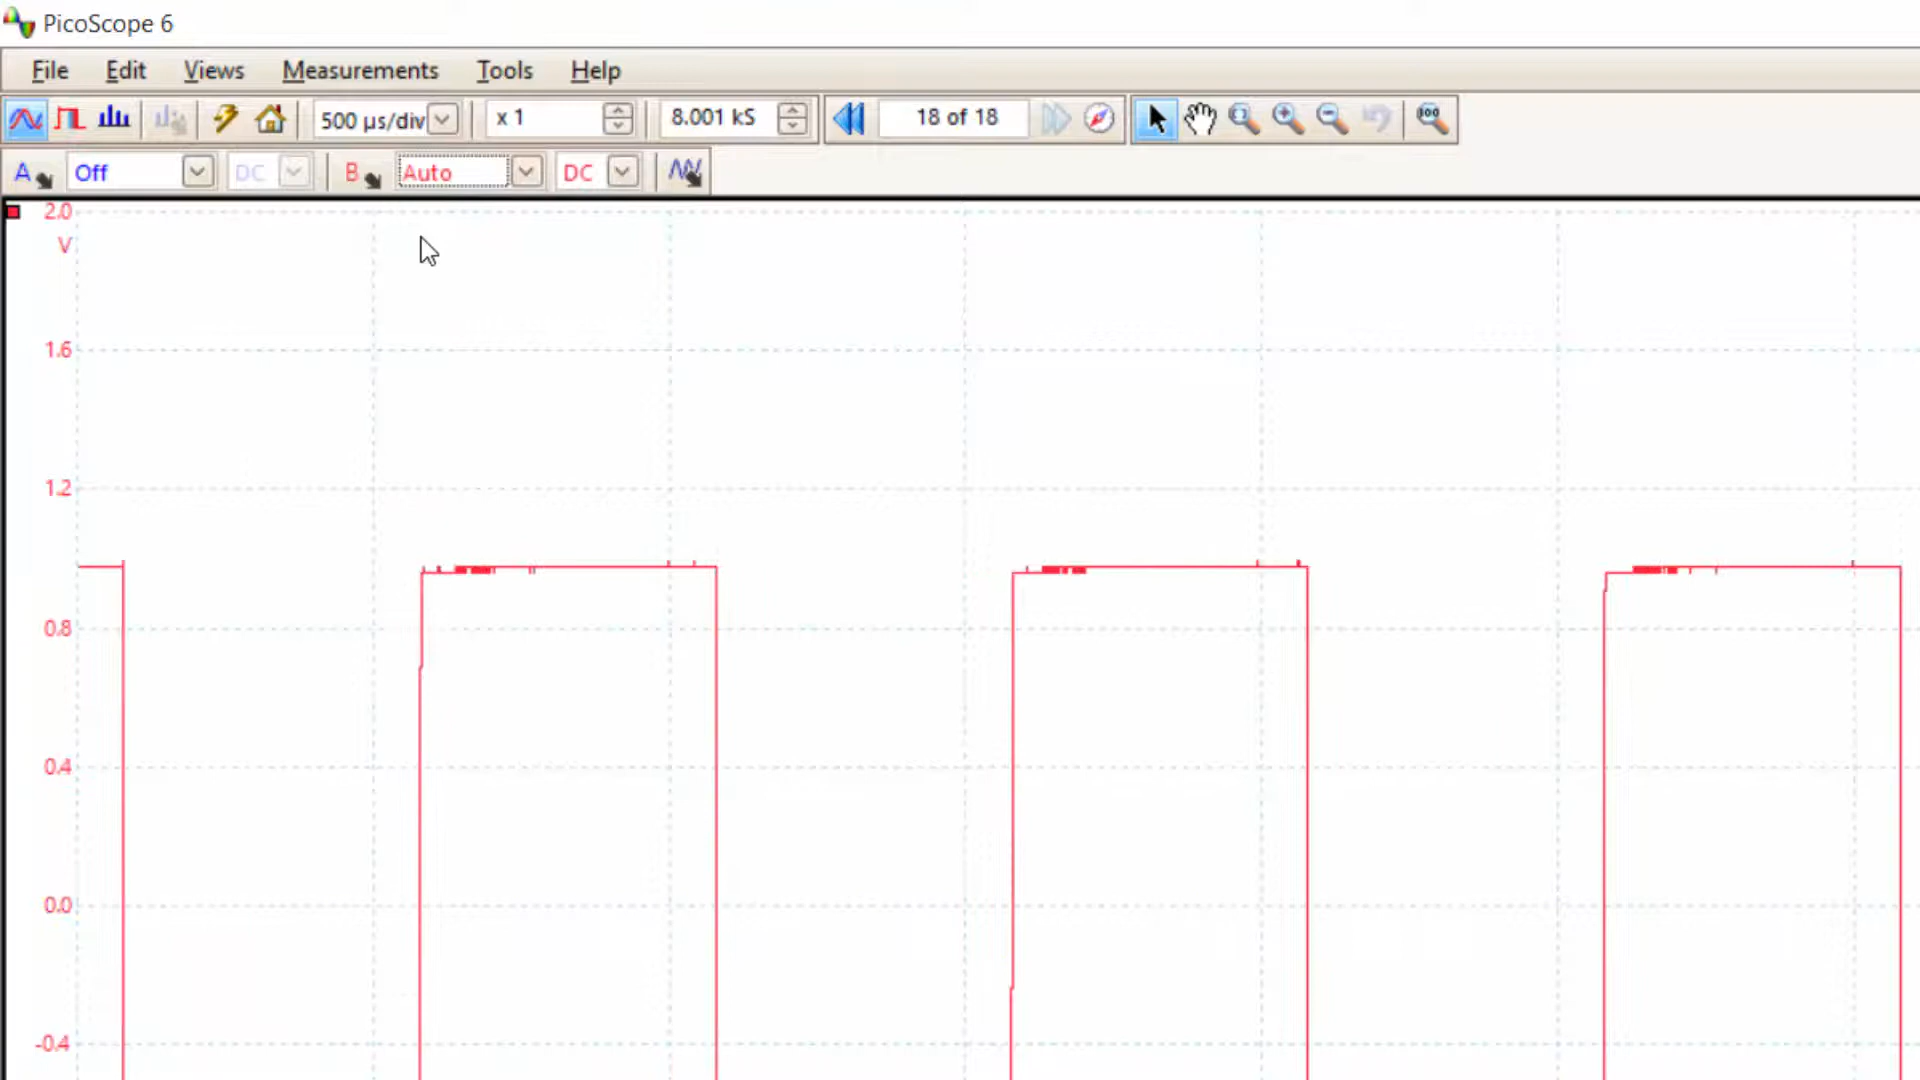 PicoScope 6
File Edit Views Measurements Tools Help
500 µs/div x 1 8.001 kS 18 of 18 100
A Off DC B Auto DC
2.0
V
1.6
1.2
0.8
0.4
0.0
-0.4